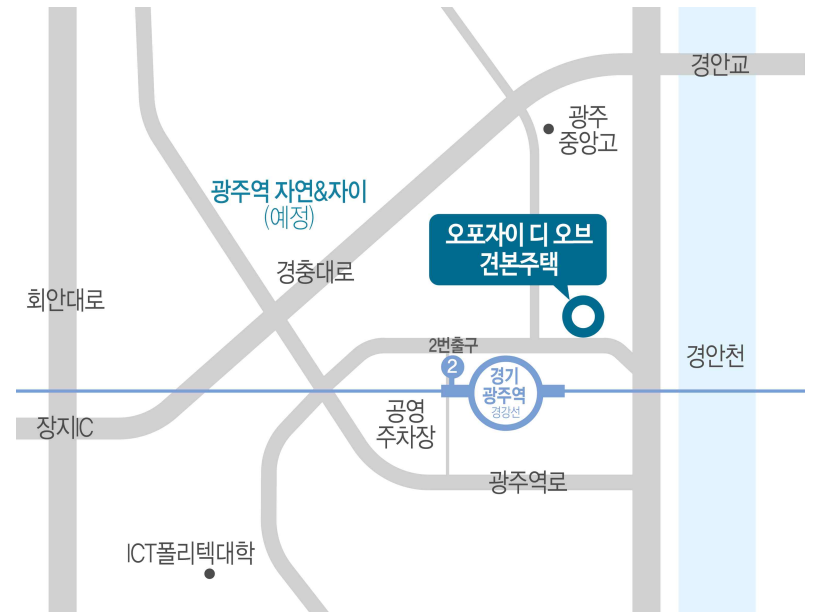 경안교
광주
중앙고
광주역 자연&자이
(예정)
오포자이 디 오브
견본주택
경충대로
회안대로
2번출구
경안천
2
경기
광주역
경강선
공영
주차장
장지IC
광주역로
ICT폴리텍대학